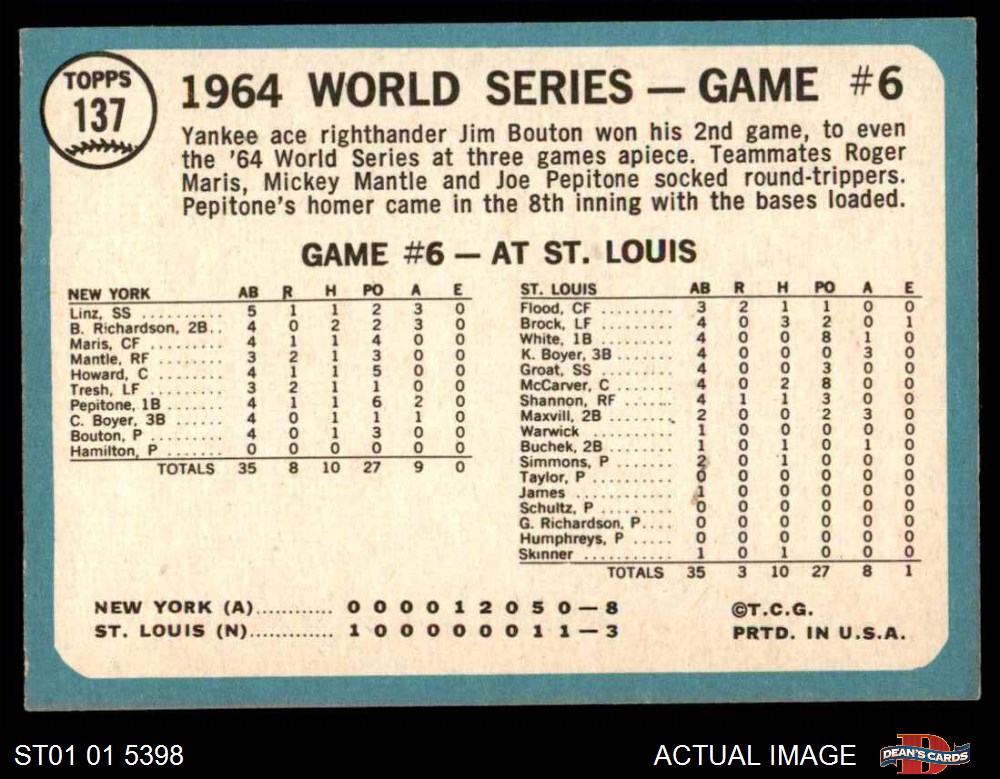 TOPPS
137
1964 WORLD SERIES — GAME #6
Yankee ace righthander Jim Bouton won his 2nd game, to even
the '64 World Series at three games apiece. Teammates Roger
Maris, Mickey Mantle and Joe Pepitone socked round-trippers.
Pepitone's homer came in the 8th inning with the bases loaded.
GAME #6 — AT ST. LOUIS
NEW YORK AB R H PO A E
Linz, SS .......... 5 1 1 2 3 0
B. Richardson, 2B.. 4 0 2 2 3 0
Maris, CF ......... 4 1 1 4 0 0
Mantle, RF ........ 3 2 1 3 0 0
Howard, C ........ 4 1 1 5 0 0
Tresh, LF ......... 3 2 1 1 0 0
Pepitone, 1B ....... 4 1 1 6 2 0
C. Boyer, 3B ...... 4 0 1 1 1 0
Bouton, P ......... 4 0 1 3 0 0
Hamilton, P ....... 0 0 0 0 0 0
TOTALS 35 8 10 27 9 0
ST. LOUIS AB R H PO A E
Flood, CF ......... 3 2 1 1 0 0
Brock, LF ......... 4 0 3 2 0 1
White, 1B ......... 4 0 0 8 1 0
K. Boyer, 3B ....... 4 0 0 0 3 0
Groat, SS ......... 4 0 0 3 0 0
McCarver, C ....... 4 0 2 8 0 0
Shannon, RF ...... 4 1 1 3 0 0
Maxvill, 2B ........ 2 0 0 2 3 0
Warwick .......... 1 0 0 0 0 0
Buchek, 2B ........ 1 0 1 0 1 0
Simmons, P ....... 2 0 1 0 0 0
Taylor, P .......... 0 0 0 0 0 0
James ............ 1 0 0 0 0 0
Schultz, P ......... 0 0 0 0 0 0
G. Richardson, P.... 0 0 0 0 0 0
Humphreys, P ..... 0 0 0 0 0 0
Skinner ........... 1 0 1 0 0 0
TOTALS 35 3 10 27 8 1
NEW YORK (A)............ 0 0 0 0 1 2 0 5 0 — 8
ST. LOUIS (N)............. 1 0 0 0 0 0 0 1 1 — 3
©T.C.G.
PRTD. IN U.S.A.
ST01 01 5398
ACTUAL IMAGE
DEAN'S CARDS